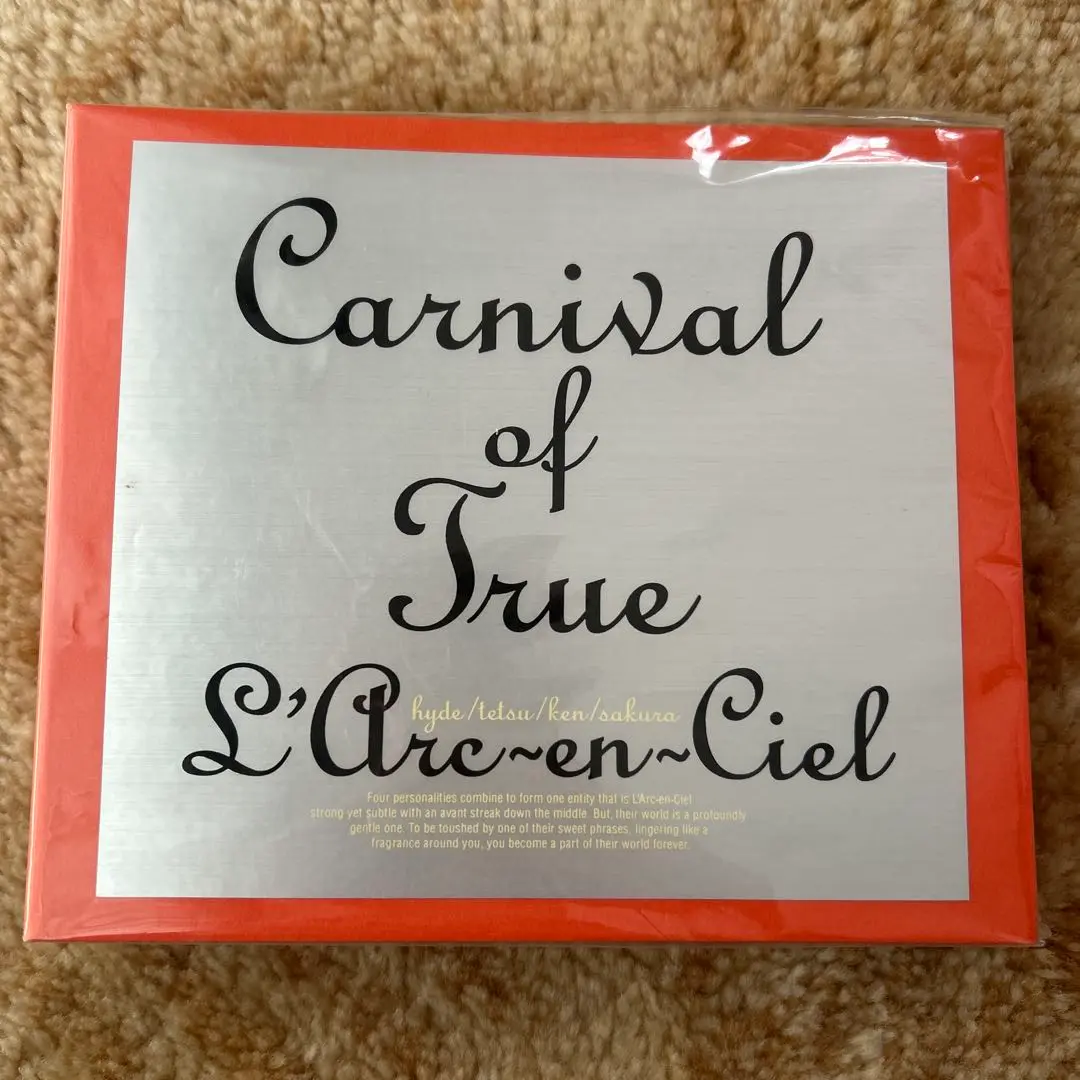 Carnival
of
True
hyde/tetsu/ken/sakura
L'Arc~en~Ciel
Four personalities combine to form one entity that is L'Arc-en-Ciel
strong yet subtle with an avant streak down the middle. But, their world is a profoundly
gentle one. To be toushed by one of their sweet phrases, lingering like a
fragrance around you, you become a part of their world forever.